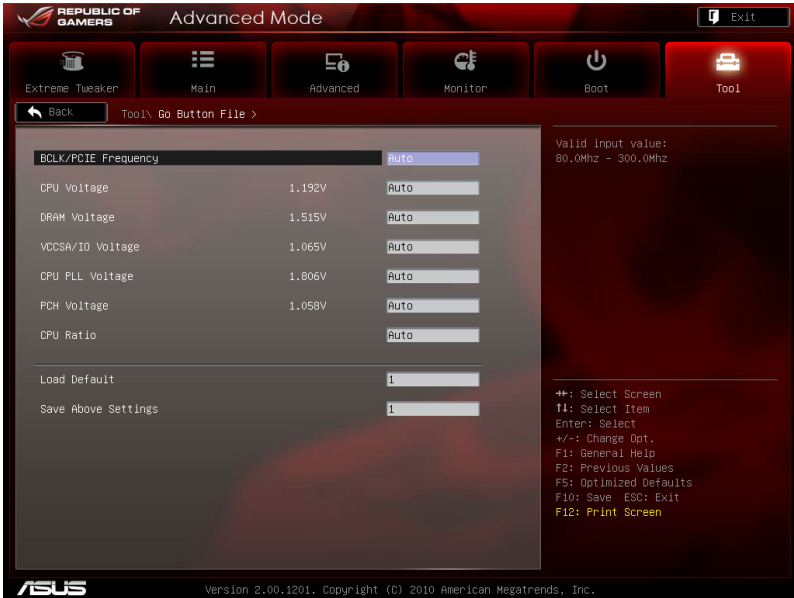 REPUBLIC OF
GAMERS
Advanced Mode
Exit
Extreme Tweaker
Main
Advanced
Monitor
Boot
Tool
Back
Tool\ Go Button File >
BCLK/PCIE Frequency Auto
CPU Voltage 1.192V Auto
DRAM Voltage 1.515V Auto
VCCSA/IO Voltage 1.065V Auto
CPU PLL Voltage 1.806V Auto
PCH Voltage 1.058V Auto
CPU Ratio Auto
Load Default 1
Save Above Settings 1
Valid input value:
80.0Mhz - 300.0Mhz
→←: Select Screen
↑↓: Select Item
Enter: Select
+/-: Change Opt.
F1: General Help
F2: Previous Values
F5: Optimized Defaults
F10: Save ESC: Exit
F12: Print Screen
ASUS
Version 2.00.1201. Copyright (C) 2010 American Megatrends, Inc.